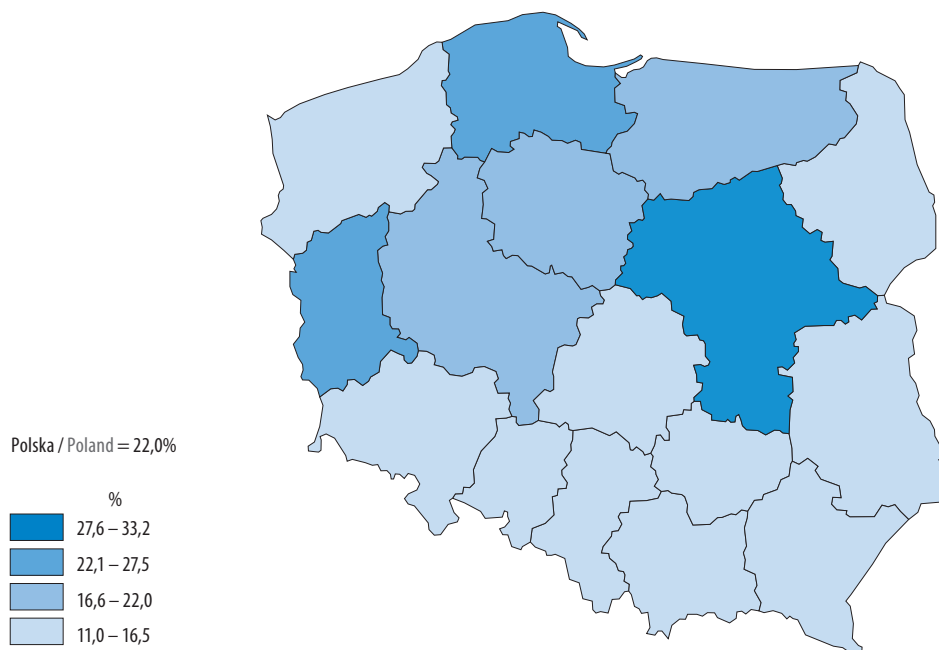 Polska / Poland = 22,0%
%
27,6 – 33,2
22,1 – 27,5
16,6 – 22,0
11,0 – 16,5